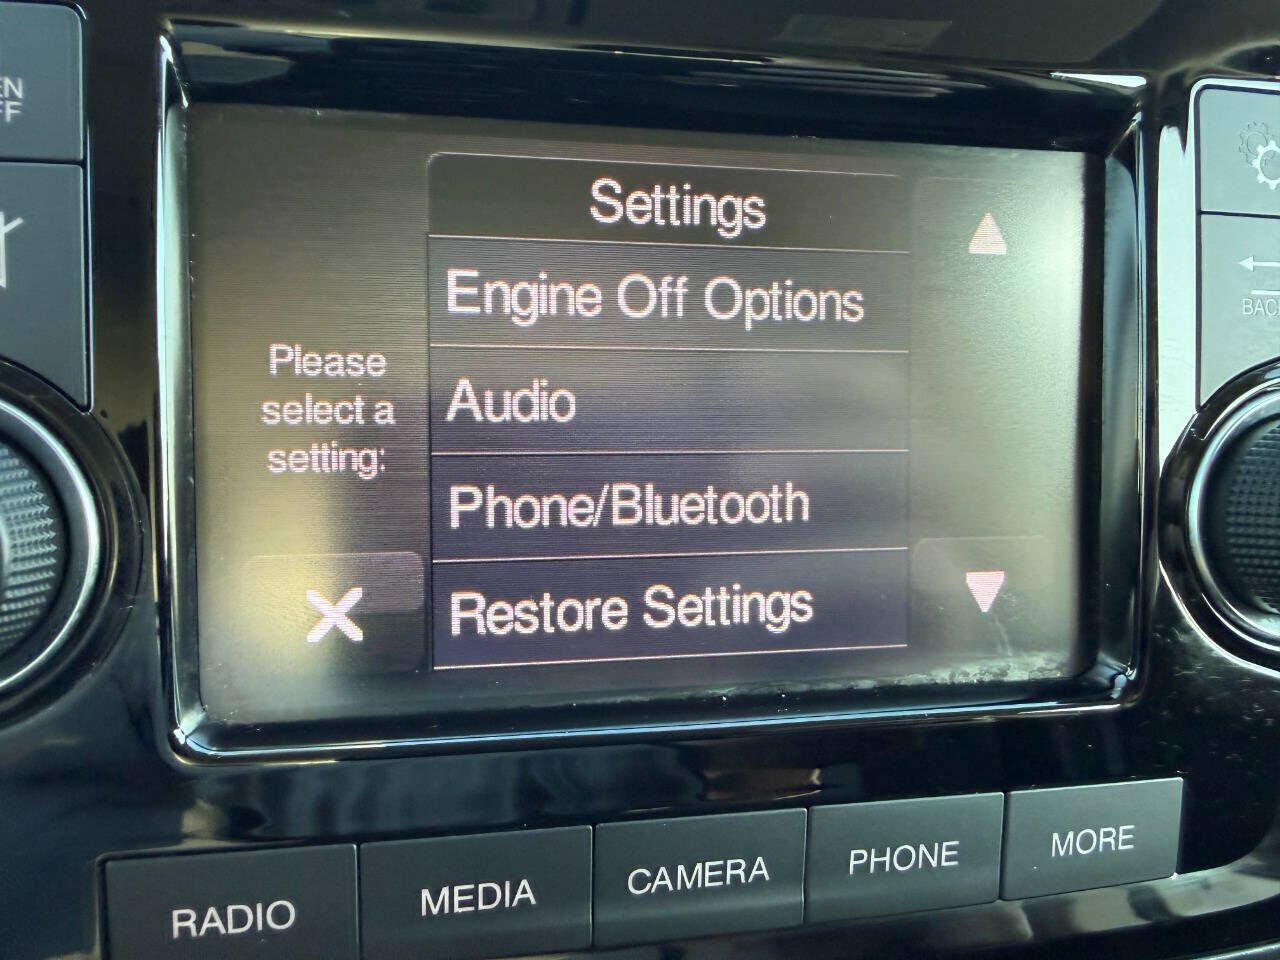 Settings
Engine Off Options
Audio
Phone/Bluetooth
Restore Settings
Please
select a
setting:
RADIO
MEDIA
CAMERA
PHONE
MORE